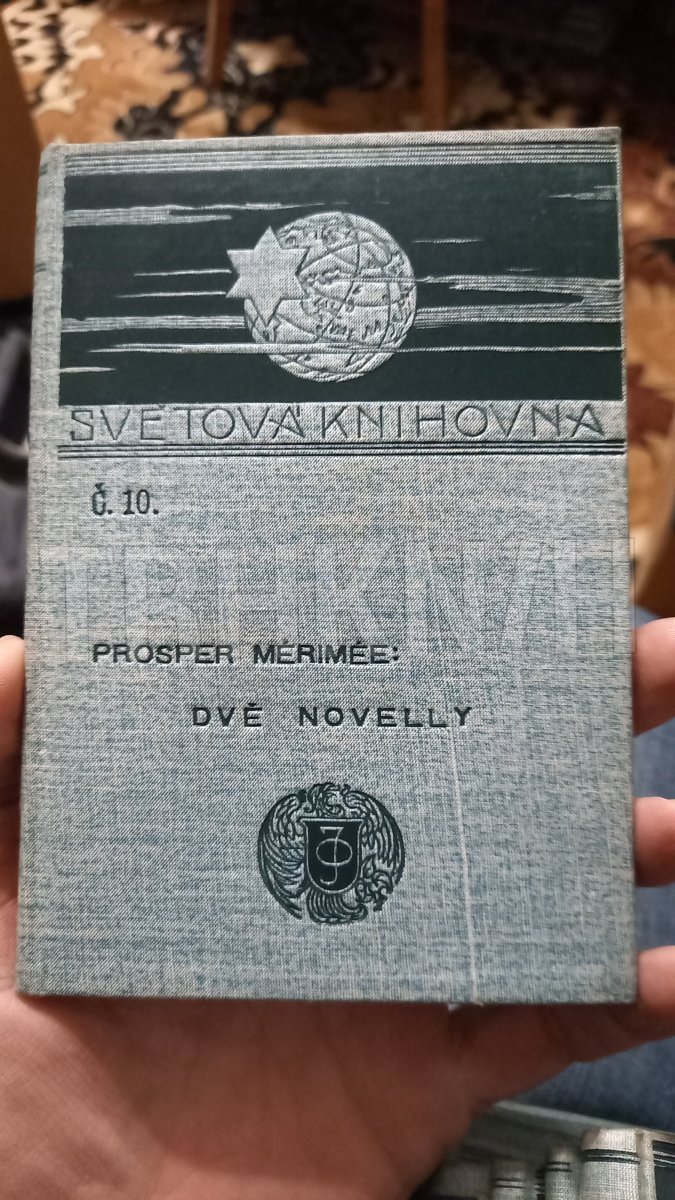 SVĚTOVÁ KNIHOVNA
Č. 10.
PROSPER MÉRIMÉE:
DVĚ NOVELLY